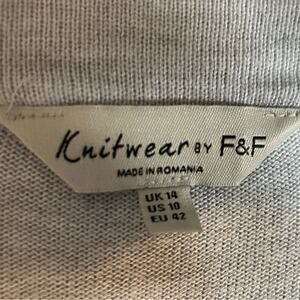 Knitwear BY F&F
MADE IN ROMANIA
UK 14
US 10
EU 42